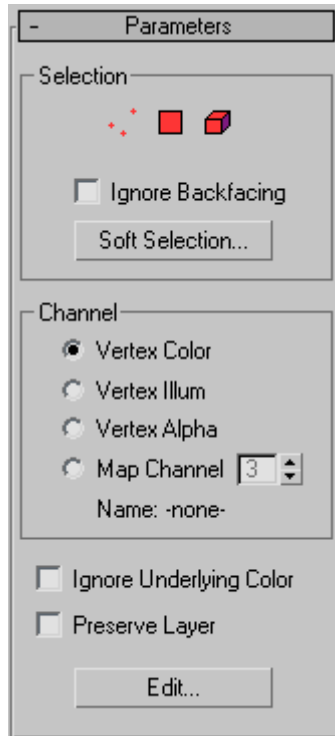 - Parameters
Selection
Ignore Backfacing
Soft Selection...
Channel
Vertex Color
Vertex Illum
Vertex Alpha
Map Channel 3
Name: -none-
Ignore Underlying Color
Preserve Layer
Edit...